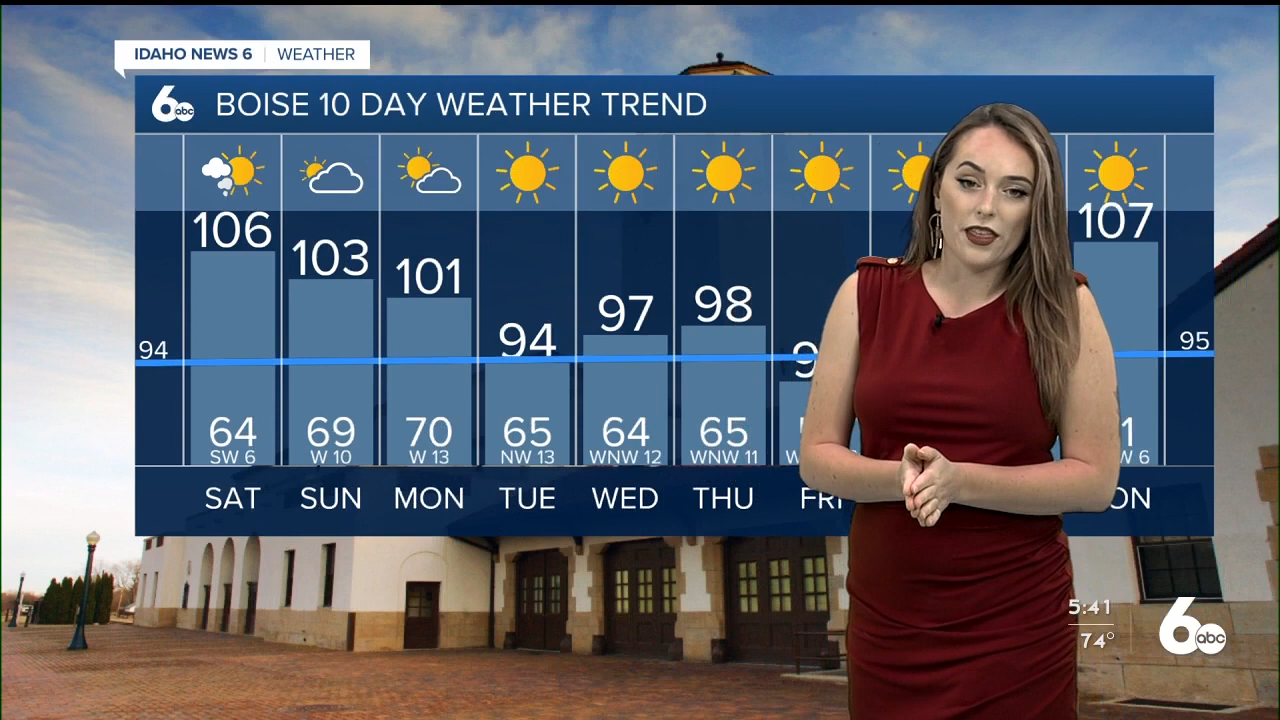 IDAHO NEWS 6 | WEATHER
6abc BOISE 10 DAY WEATHER TREND
106 103 101 94 97 98 107
94 95
64 69 70 65 64 65
SW 6 W 10 W 13 NW 13 WNW 12 WNW 11
SAT SUN MON TUE WED THU
5:41
74°
6abc